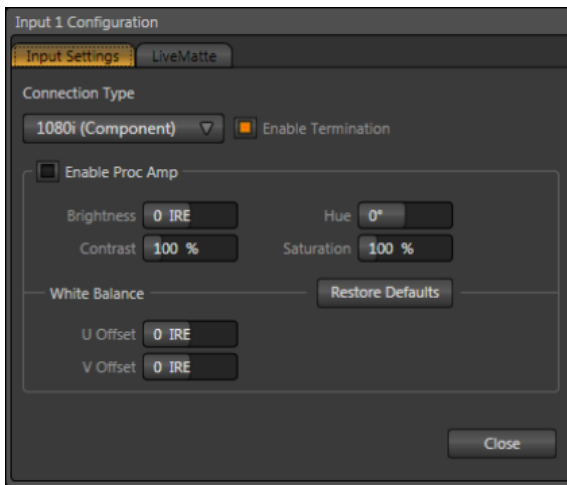 Input 1 Configuration
Input Settings LiveMatte
Connection Type
1080i (Component) Enable Termination
Enable Proc Amp
Brightness 0 IRE Hue 0°
Contrast 100 % Saturation 100 %
White Balance Restore Defaults
U Offset 0 IRE
V Offset 0 IRE
Close